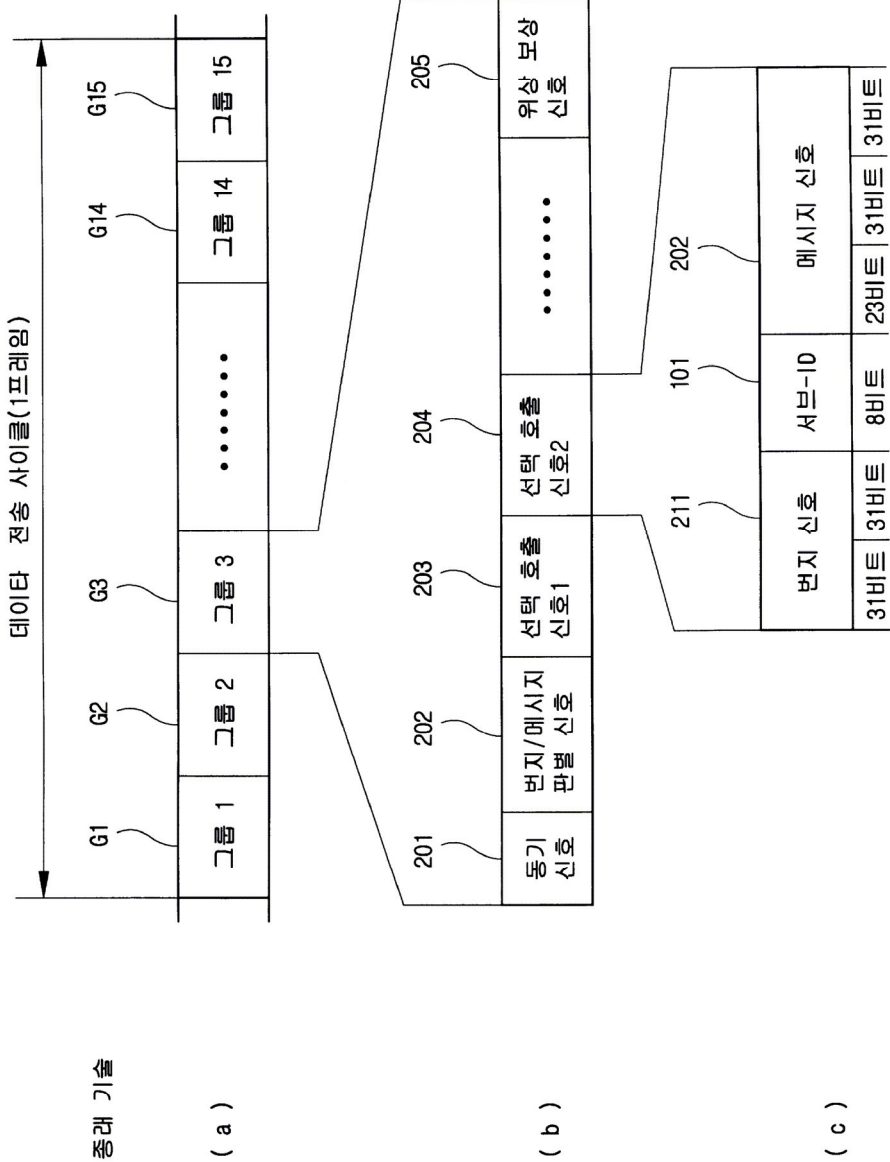 종래 기술
데이타 전송 사이클(1프레임)
G1 G2 G3 G14 G15
( a )
그룹 1 그룹 2 그룹 3 ••••••• 그룹 14 그룹 15
201 202 203 204 205
( b )
동기 신호
번지/메시지 판별 신호
선택 호출 신호1
선택 호출 신호2
•••••••
위상 보상 신호
211 101 202
( c )
번지 신호 서브-ID 메시지 신호
31비트 31비트 8비트 23비트 31비트 31비트